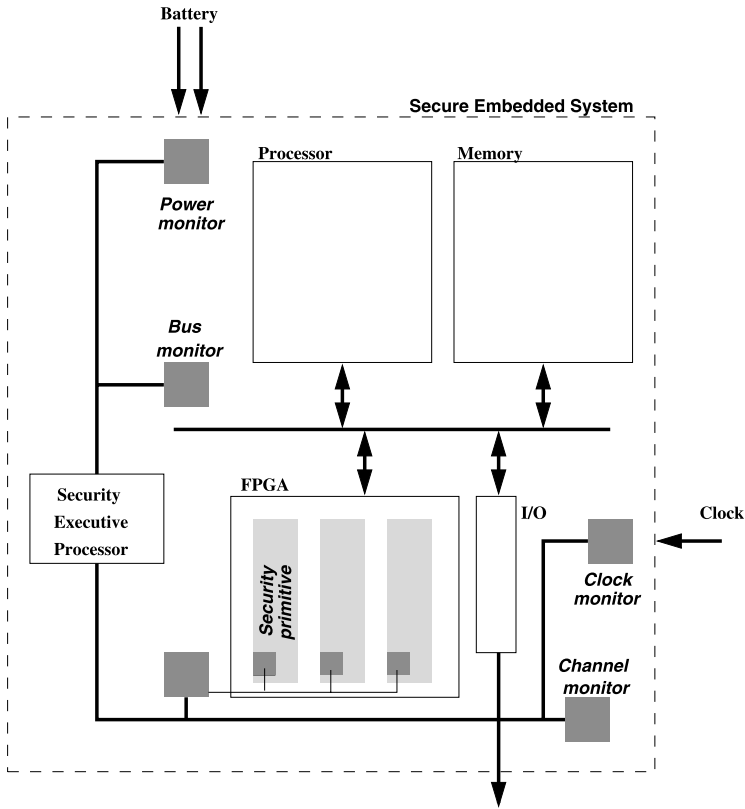 Battery
Secure Embedded System
Processor
Memory
Power
monitor
Bus
monitor
Security
Executive
Processor
FPGA
I/O
Clock
Security
primitive
Clock
monitor
Channel
monitor